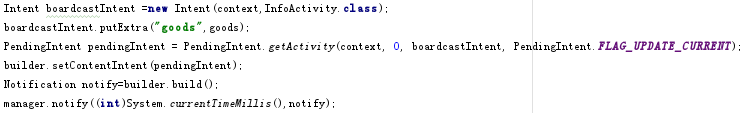 Intent boardcastIntent =new Intent(context,InfoActivity.class);
boardcastIntent.putExtra("goods",goods);
PendingIntent pendingIntent = PendingIntent.getActivity(context, 0, boardcastIntent, PendingIntent.FLAG_UPDATE_CURRENT);
builder.setContentIntent(pendingIntent);
Notification notify=builder.build();
manager.notify((int)System.currentTimeMillis(),notify);